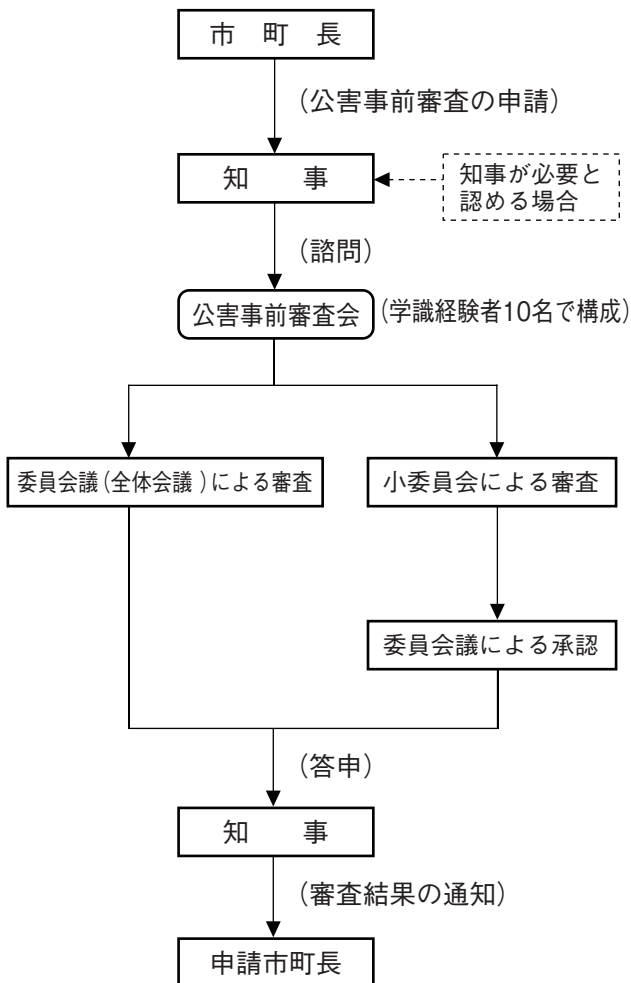 市 町 長
(公害事前審査の申請)
知 事
知事が必要と
認める場合
(諮問)
公害事前審査会
(学識経験者10名で構成)
委員会議(全体会議)による審査
小委員会による審査
委員会議による承認
(答申)
知 事
(審査結果の通知)
申請市町長